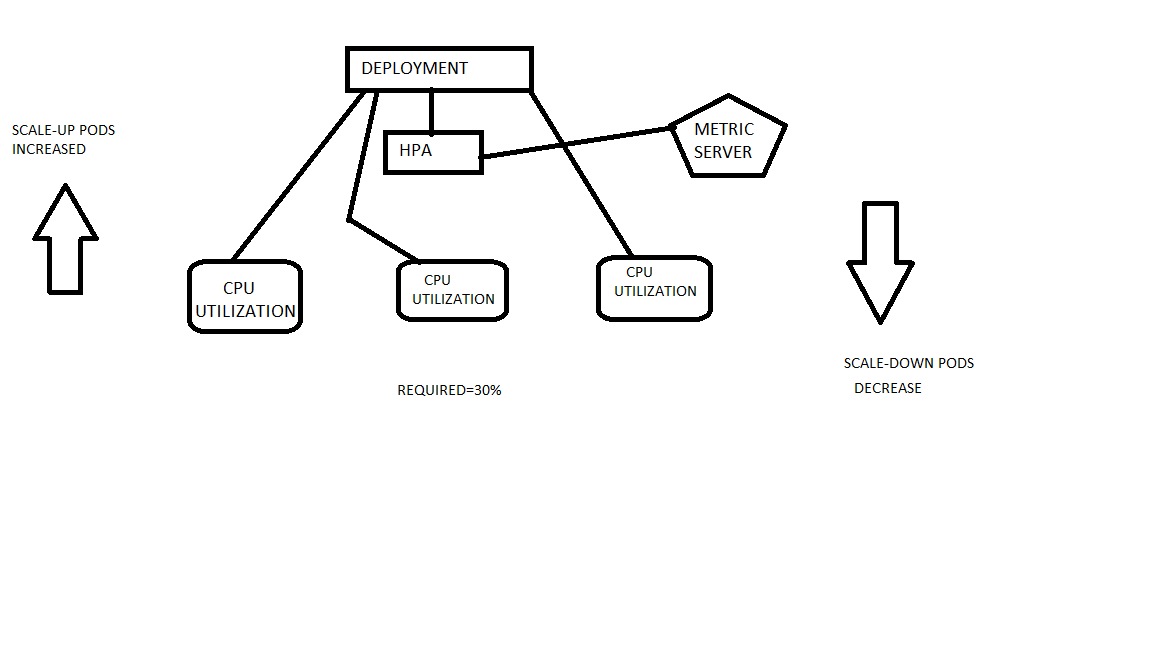 DEPLOYMENT
SCALE-UP PODS
INCREASED
HPA
METRIC
SERVER
CPU
UTILIZATION
CPU
UTILIZATION
CPU
UTILIZATION
REQUIRED=30%
SCALE-DOWN PODS
DECREASE